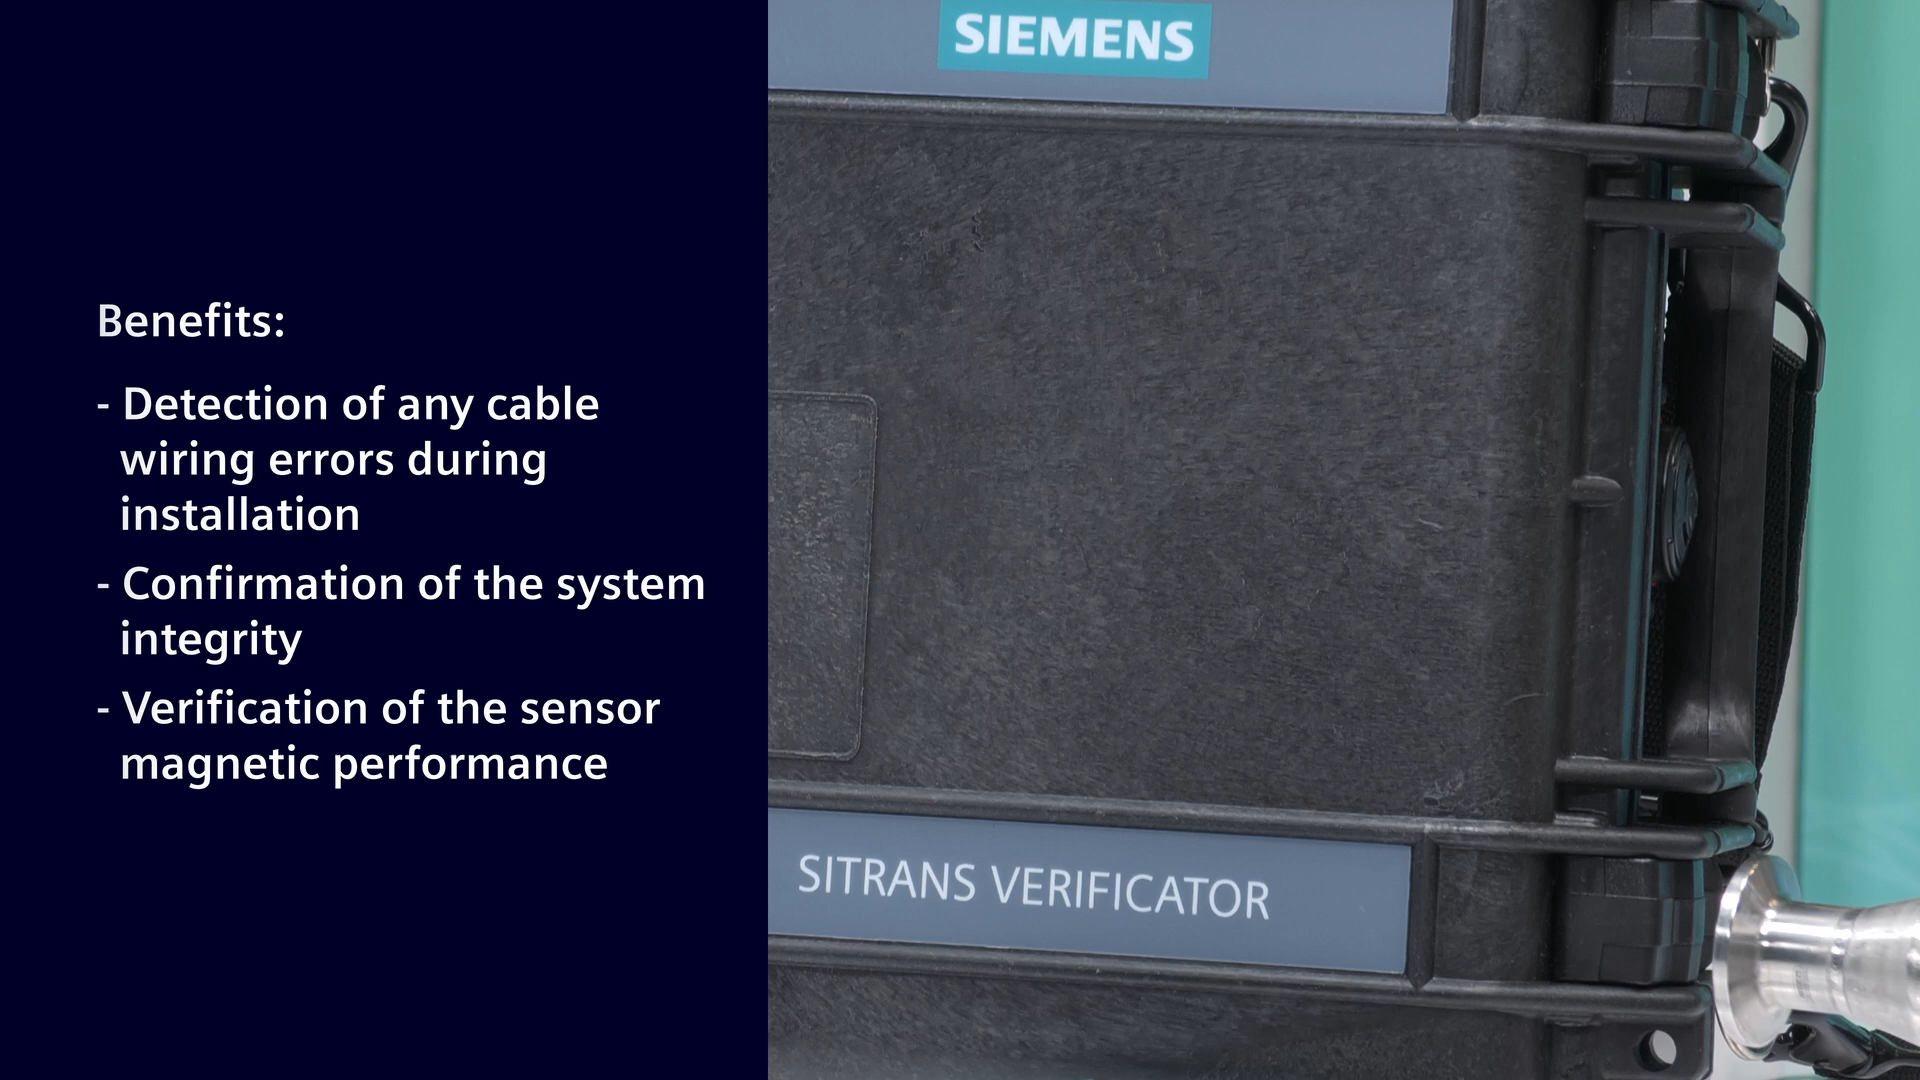 Benefits:
- Detection of any cable
wiring errors during
installation
- Confirmation of the system
integrity
- Verification of the sensor
magnetic performance
SIEMENS
SITRANS VERIFICATOR